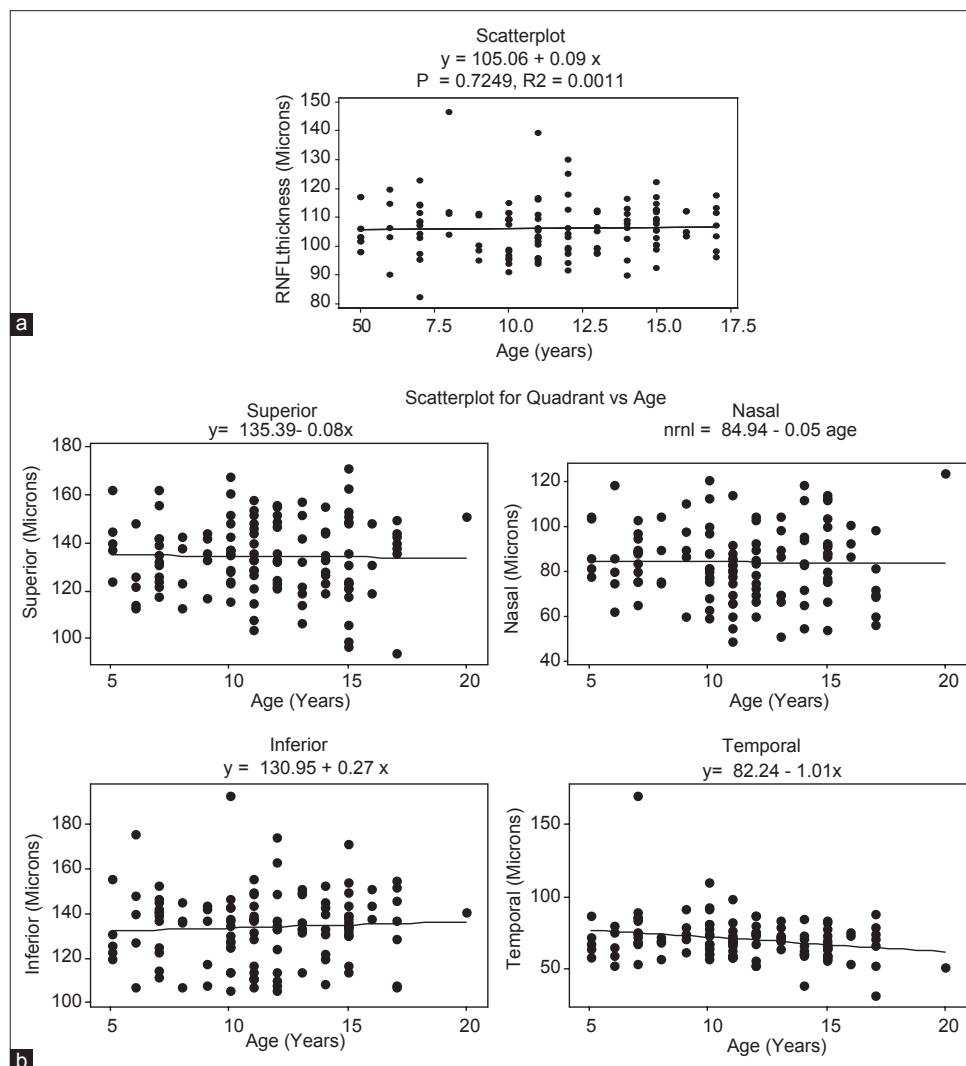 Scatterplot
y = 105.06 + 0.09 x
P = 0.7249, R2 = 0.0011
150
140
130
120
110
100
90
80
RNFLthickness (Microns)
50 7.5 10.0 12.5 15.0 17.5
Age (years)
a
Scatterplot for Quadrant vs Age
Superior
y= 135.39- 0.08x
180
160
140
120
100
Superior (Microns)
5 10 15 20
Age (Years)
Nasal
nrnl = 84.94 - 0.05 age
120
100
80
60
40
Nasal (Microns)
5 10 15 20
Age (Years)
Inferior
y = 130.95 + 0.27 x
180
160
140
120
100
Inferior (Microns)
5 10 15 20
Age (Years)
Temporal
y= 82.24 - 1.01x
150
100
50
Temporal (Microns)
5 10 15 20
Age (Years)
b